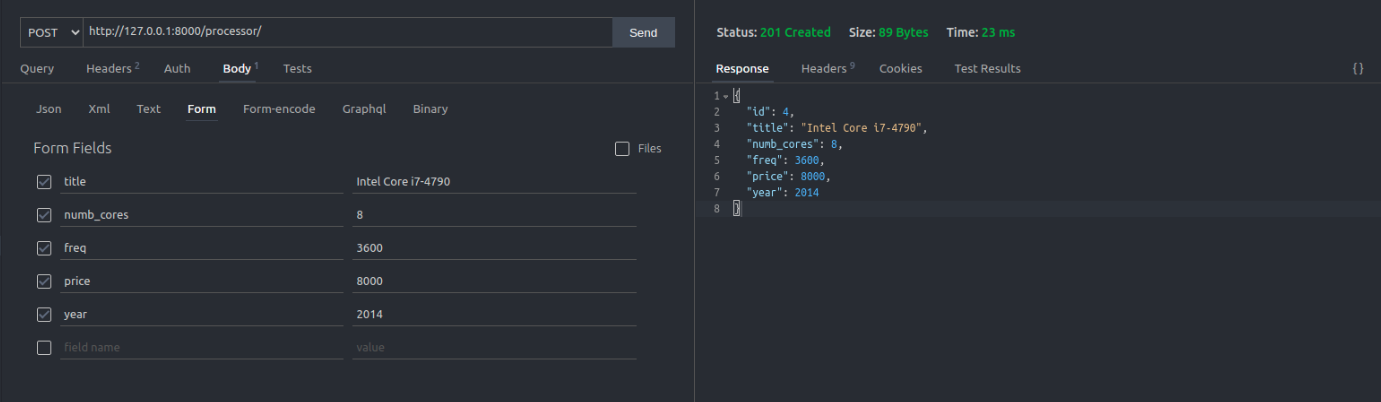 POST http://127.0.0.1:8000/processor/ Send
Query Headers 2 Auth Body 1 Tests
Json Xml Text Form Form-encode Graphql Binary
Form Fields Files
title Intel Core i7-4790
numb_cores 8
freq 3600
price 8000
year 2014
field name value
Status: 201 Created Size: 89 Bytes Time: 23 ms
Response Headers 9 Cookies Test Results {}
1 {
2 "id": 4,
3 "title": "Intel Core i7-4790",
4 "numb_cores": 8,
5 "freq": 3600,
6 "price": 8000,
7 "year": 2014
8 }